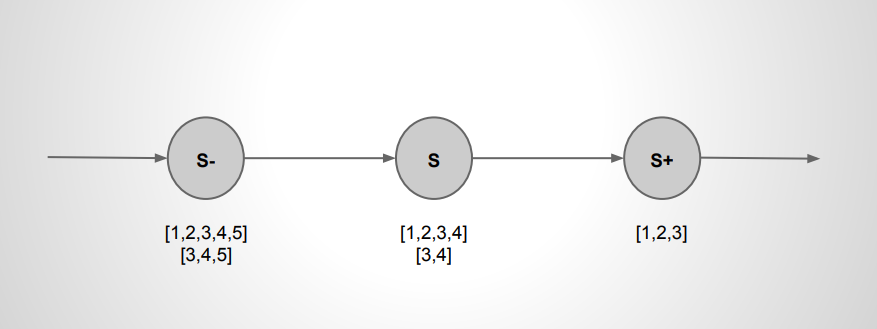 S-
S
S+
[1,2,3,4,5]
[3,4,5]
[1,2,3,4]
[3,4]
[1,2,3]